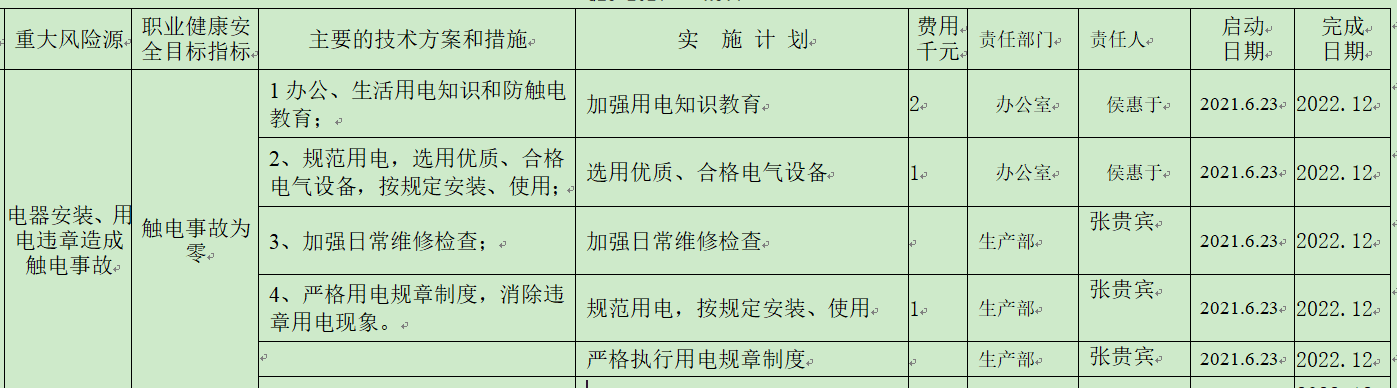 重大风险源
职业健康安
全目标指标
主要的技术方案和措施
实 施 计 划
费用
千元
责任部门
责任人
启动
日期
完成
日期
电器安装、用
电违章造成
触电事故
触电事故为
零
1 办公、生活用电知识和防触电
教育；
加强用电知识教育
2
办公室
侯惠于
2021.6.23
2022.12
2、规范用电，选用优质、合格
电气设备，按规定安装、使用；
选用优质、合格电气设备
1
办公室
侯惠于
2021.6.23
2022.12
3、加强日常维修检查；
加强日常维修检查
生产部
张贵宾
2021.6.23
2022.12
4、严格用电规章制度，消除违
章用电现象。
规范用电，按规定安装、使用
1
生产部
张贵宾
2021.6.23
2022.12
严格执行用电规章制度
生产部
张贵宾
2021.6.23
2022.12